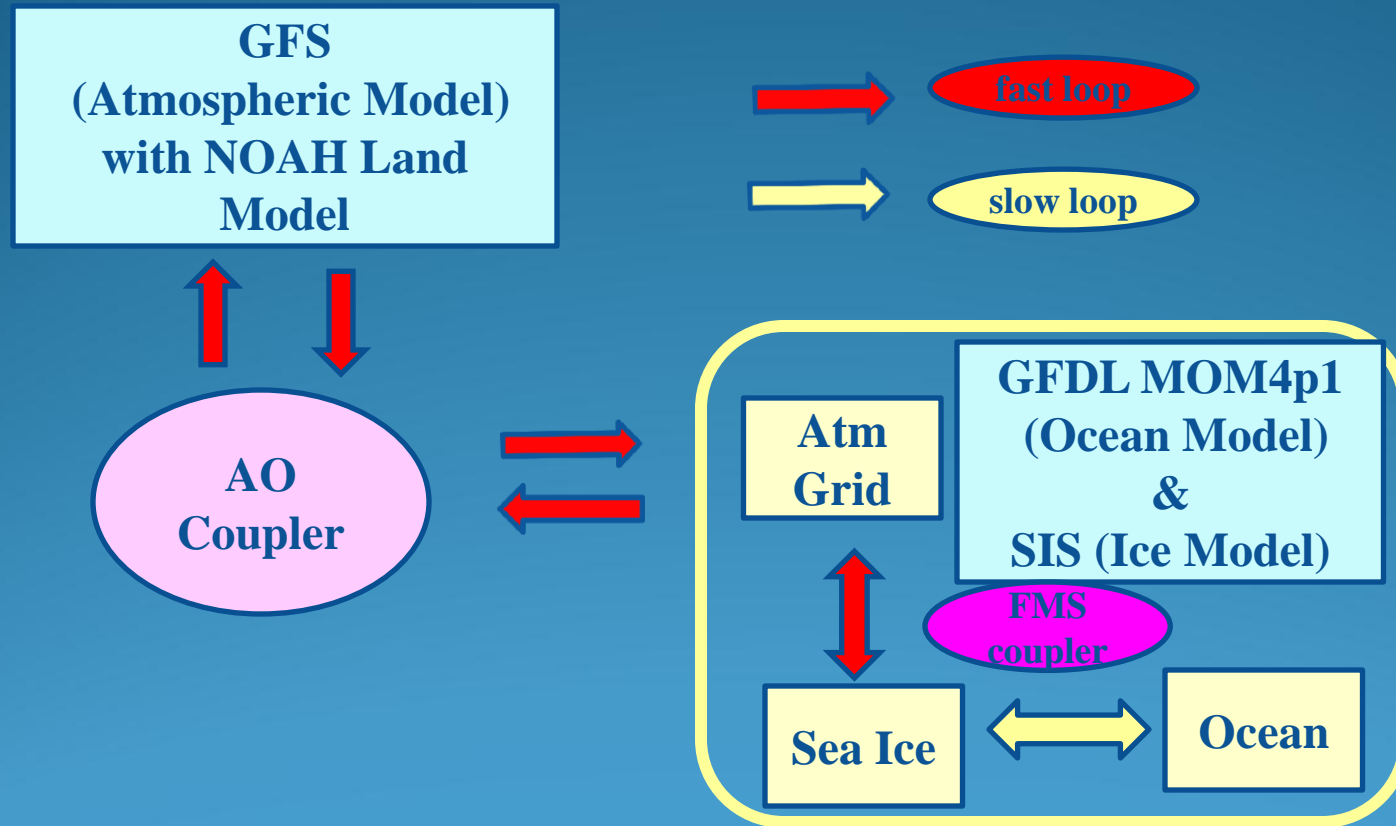 GFS
(Atmospheric Model)
with NOAH Land
Model
fast loop
slow loop
AO
Coupler
Atm
Grid
GFDL MOM4p1
(Ocean Model)
&
SIS (Ice Model)
FMS
coupler
Sea Ice
Ocean